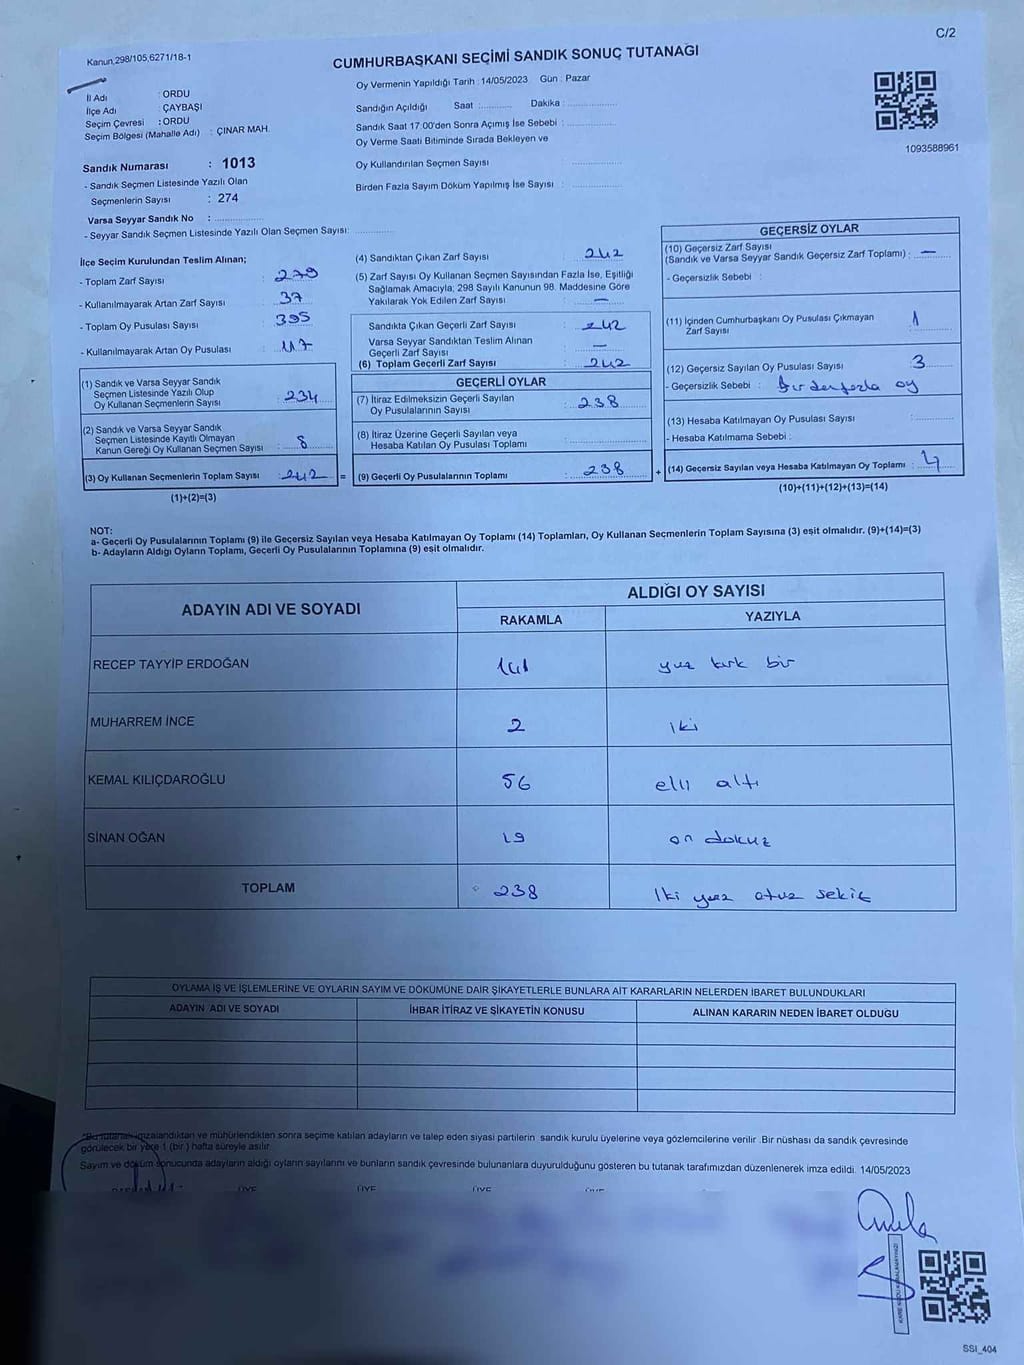 C/2
Kanun,298/105,6271/18-1
CUMHURBAŞKANI SEÇİMİ SANDIK SONUÇ TUTANAĞI
İl Adı : ORDU
İlçe Adı : ÇAYBAŞI
Seçim Çevresi : ORDU
Seçim Bölgesi (Mahalle Adı) : ÇINAR MAH.
Oy Vermenin Yapıldığı Tarih : 14/05/2023 Gün : Pazar
Sandığın Açıldığı Saat :............ Dakika :................
Sandık Saat 17:00'den Sonra Açımış İse Sebebi :................
Oy Verme Saati Bitiminde Sırada Bekleyen ve
Oy Kullandırılan Seçmen Sayısı ................
Birden Fazla Sayım Döküm Yapılmış İse Sayısı :................
1093588961
Sandık Numarası : 1013
- Sandık Seçmen Listesinde Yazılı Olan
Seçmenlerin Sayısı : 274
Varsa Seyyar Sandık No :................
- Seyyar Sandık Seçmen Listesinde Yazılı Olan Seçmen Sayısı: ............
İlçe Seçim Kurulundan Teslim Alınan;
- Toplam Zarf Sayısı : 279
- Kullanılmayarak Artan Zarf Sayısı : 37
- Toplam Oy Pusulası Sayısı : 395
- Kullanılmayarak Artan Oy Pusulası : 117
(1) Sandık ve Varsa Seyyar Sandık
Seçmen Listesinde Yazılı Olup
Oy Kullanan Seçmenlerin Sayısı : 234
(2) Sandık ve Varsa Seyyar Sandık
Seçmen Listesinde Kayıtlı Olmayan
Kanun Gereği Oy Kullanan Seçmen Sayısı : 8
(3) Oy Kullanan Seçmenlerin Toplam Sayısı : 242 =
(1)+(2)=(3)
(4) Sandıktan Çıkan Zarf Sayısı : 242
(5) Zarf Sayısı Oy Kullanan Seçmen Sayısından Fazla İse, Eşitliği
Sağlamak Amacıyla, 298 Sayılı Kanunun 98. Maddesine Göre
Yakılarak Yok Edilen Zarf Sayısı : —
Sandıkta Çıkan Geçerli Zarf Sayısı : 242
Varsa Seyyar Sandıktan Teslim Alınan
Geçerli Zarf Sayısı : —
(6) Toplam Geçerli Zarf Sayısı : 242
GEÇERLİ OYLAR
(7) İtiraz Edilmeksizin Geçerli Sayılan
Oy Pusulalarının Sayısı : 238
(8) İtiraz Üzerine Geçerli Sayılan veya
Hesaba Katılan Oy Pusulası Toplamı :................
(9) Geçerli Oy Pusulalarının Toplamı : 238 +
GEÇERSİZ OYLAR
(10) Geçersiz Zarf Sayısı
(Sandık ve Varsa Seyyar Sandık Geçersiz Zarf Toplamı) : —
- Geçersizlik Sebebi :
(11) İçinden Cumhurbaşkanı Oy Pusulası Çıkmayan
Zarf Sayısı : 1
(12) Geçersiz Sayılan Oy Pusulası Sayısı : 3
- Geçersizlik Sebebi : Birden fazla oy
(13) Hesaba Katılmayan Oy Pusulası Sayısı :............
- Hesaba Katılmama Sebebi :
(14) Geçersiz Sayılan veya Hesaba Katılmayan Oy Toplamı : 4
(10)+(11)+(12)+(13)=(14)
NOT:
a- Geçerli Oy Pusulalarının Toplamı (9) ile Geçersiz Sayılan veya Hesaba Katılmayan Oy Toplamı (14) Toplamları, Oy Kullanan Seçmenlerin Toplam Sayısına (3) eşit olmalıdır. (9)+(14)=(3)
b- Adayların Aldığı Oyların Toplamı, Geçerli Oy Pusulalarının Toplamına (9) eşit olmalıdır.
ADAYIN ADI VE SOYADI
ALDIĞI OY SAYISI
RAKAMLA YAZIYLA
RECEP TAYYİP ERDOĞAN 161 yüz kırk bir
MUHARREM İNCE 2 iki
KEMAL KILIÇDAROĞLU 56 elli altı
SİNAN OĞAN 19 on dokuz
TOPLAM 238 İki yüz otuz sekiz
OYLAMA İŞ VE İŞLEMLERİNE VE OYLARIN SAYIM VE DÖKÜMÜNE DAİR ŞİKAYETLERLE BUNLARA AİT KARARLARIN NELERDEN İBARET BULUNDUKLARI
ADAYIN ADI VE SOYADI İHBAR İTİRAZ VE ŞİKAYETİN KONUSU ALINAN KARARIN NEDEN İBARET OLDUĞU
*Bu tutanak imzalandıktan ve mühürlendikten sonra seçime katılan adayların ve talep eden siyasi partilerin sandık kurulu üyelerine veya gözlemcilerine verilir .Bir nüshası da sandık çevresinde
görülecek bir yere 1 (bir ) hafta süreyle asılır.
Sayım ve döküm sonucunda adayların aldığı oyların sayılarını ve bunların sandık çevresinde bulunanlara duyurulduğunu gösteren bu tutanak tarafımızdan düzenlenerek imza edildi. 14/05/2023
ÜYE ÜYE ÜYE ÜYE
SSI_404